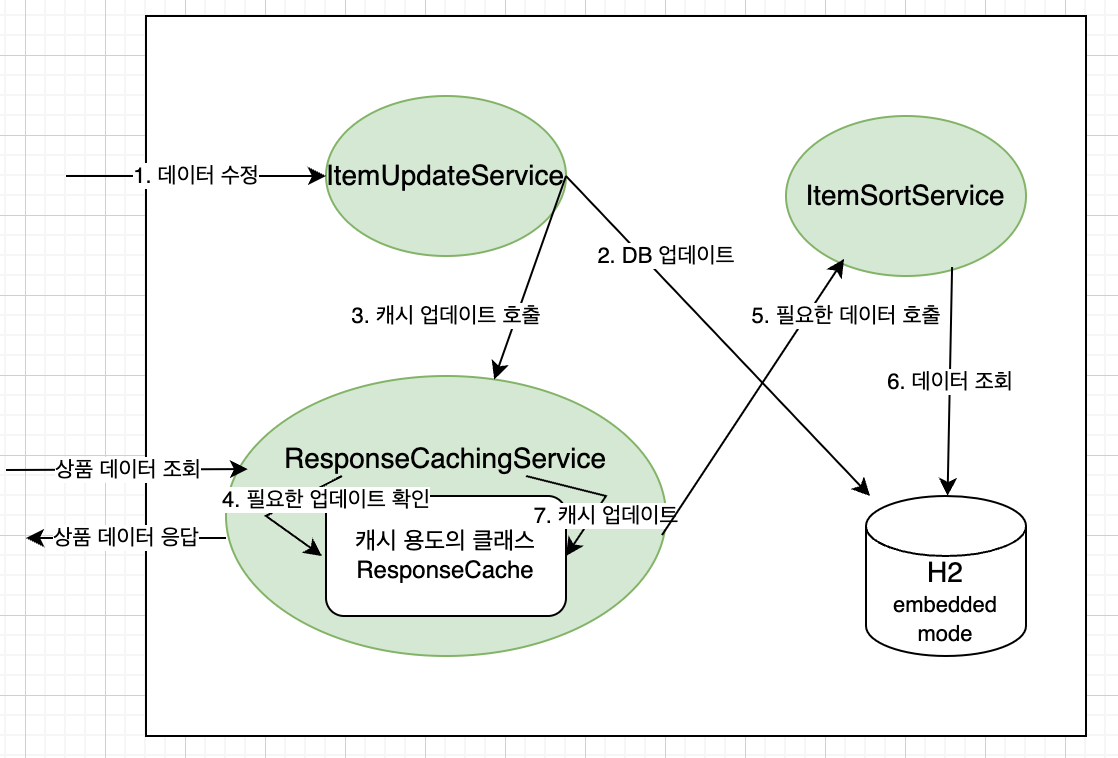 1. 데이터 수정
ItemUpdateService
ItemSortService
2. DB 업데이트
3. 캐시 업데이트 호출
5. 필요한 데이터 호출
6. 데이터 조회
ResponseCachingService
상품 데이터 조회
4. 필요한 업데이트 확인
7. 캐시 업데이트
상품 데이터 응답
캐시 용도의 클래스
ResponseCache
H2
embedded
mode